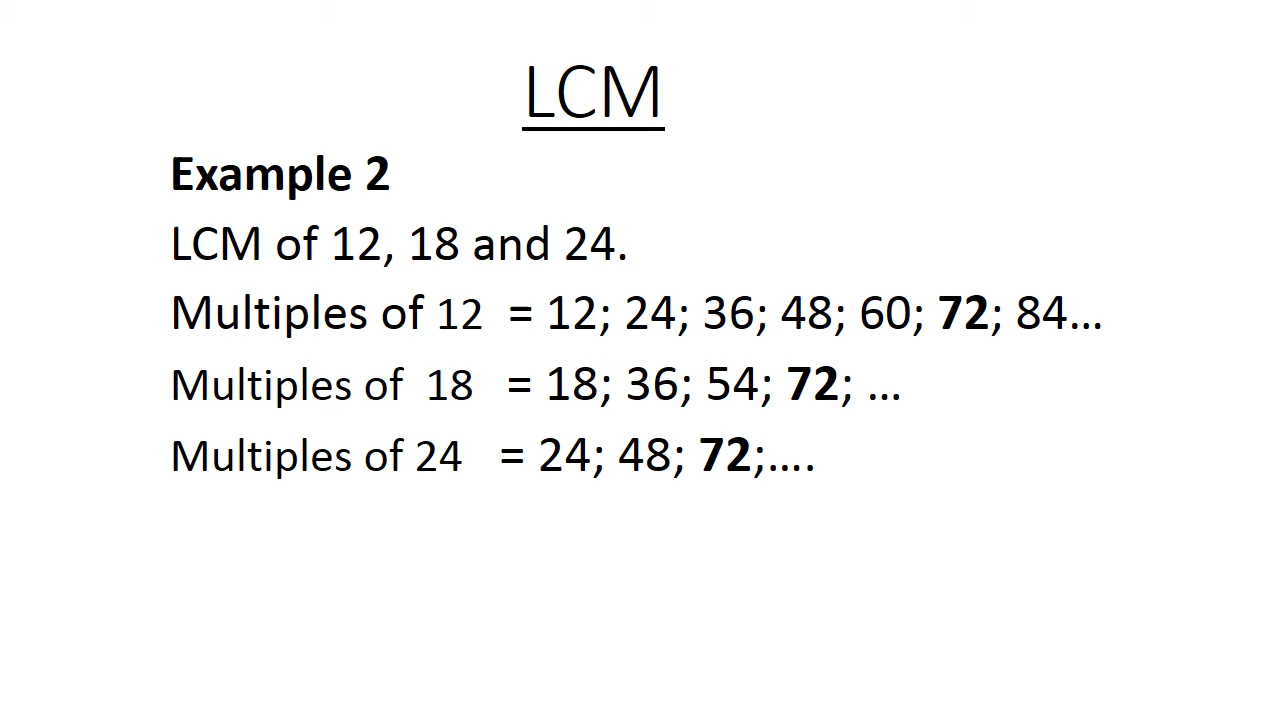 LCM
Example 2
LCM of 12, 18 and 24.
Multiples of 12 = 12; 24; 36; 48; 60; 72; 84...
Multiples of 18 = 18; 36; 54; 72; ...
Multiples of 24 = 24; 48; 72;....